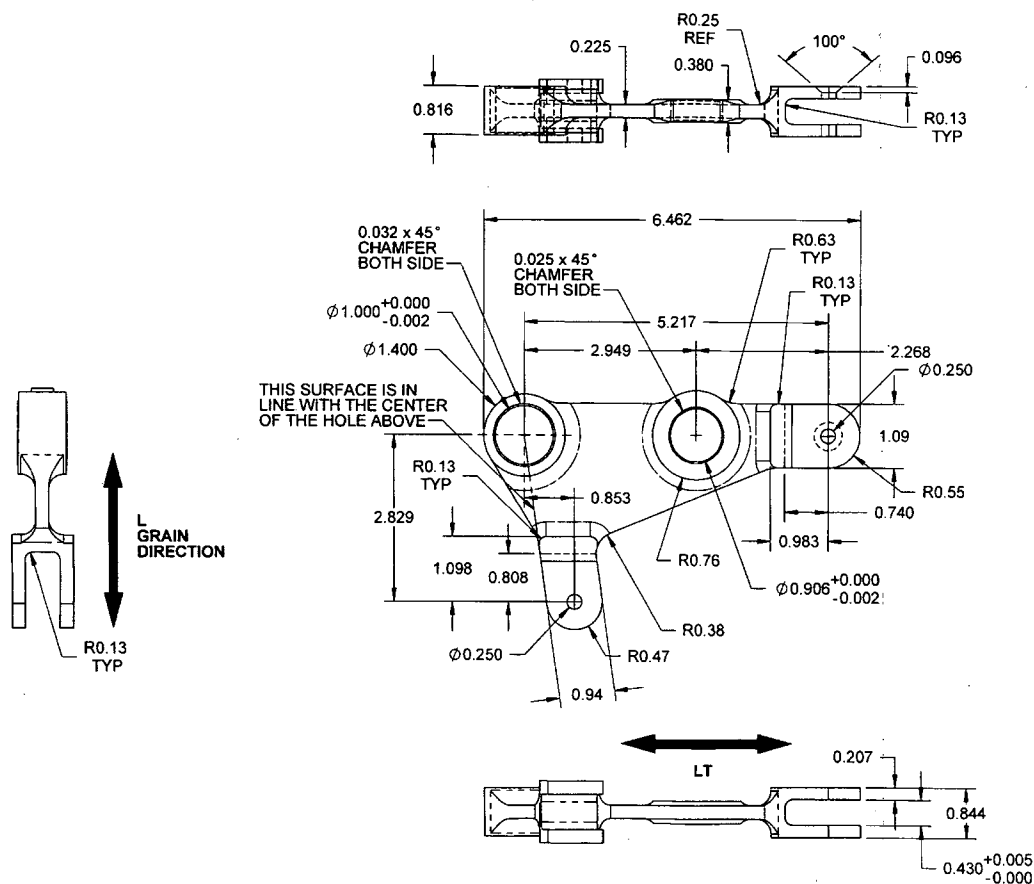 R0.25
REF
100°
0.225
0.380
0.096
0.816
R0.13
TYP
6.462
0.032 x 45°
CHAMFER
BOTH SIDE
0.025 x 45°
CHAMFER
BOTH SIDE
R0.63
TYP
R0.13
TYP
Ø1.000+0.000
-0.002
5.217
2.949
2.268
Ø1.400
Ø0.250
THIS SURFACE IS IN
LINE WITH THE CENTER
OF THE HOLE ABOVE
1.09
R0.13
TYP
0.853
R0.55
2.829
0.740
L
GRAIN
DIRECTION
0.983
1.098
0.808
R0.76
Ø0.906+0.000
-0.002
R0.38
R0.13
TYP
Ø0.250
R0.47
0.94
LT
0.207
0.844
0.430+0.005
-0.000